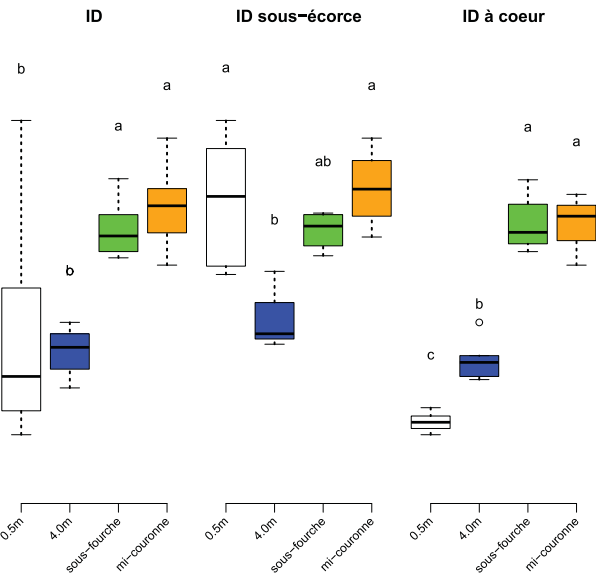 ID
ID sous−écorce
ID à coeur
b
b
a
a
a
b
ab
a
c
b
a
a
0.5m
4.0m
sous−fourche
mi−couronne
0.5m
4.0m
sous−fourche
mi−couronne
0.5m
4.0m
sous−fourche
mi−couronne